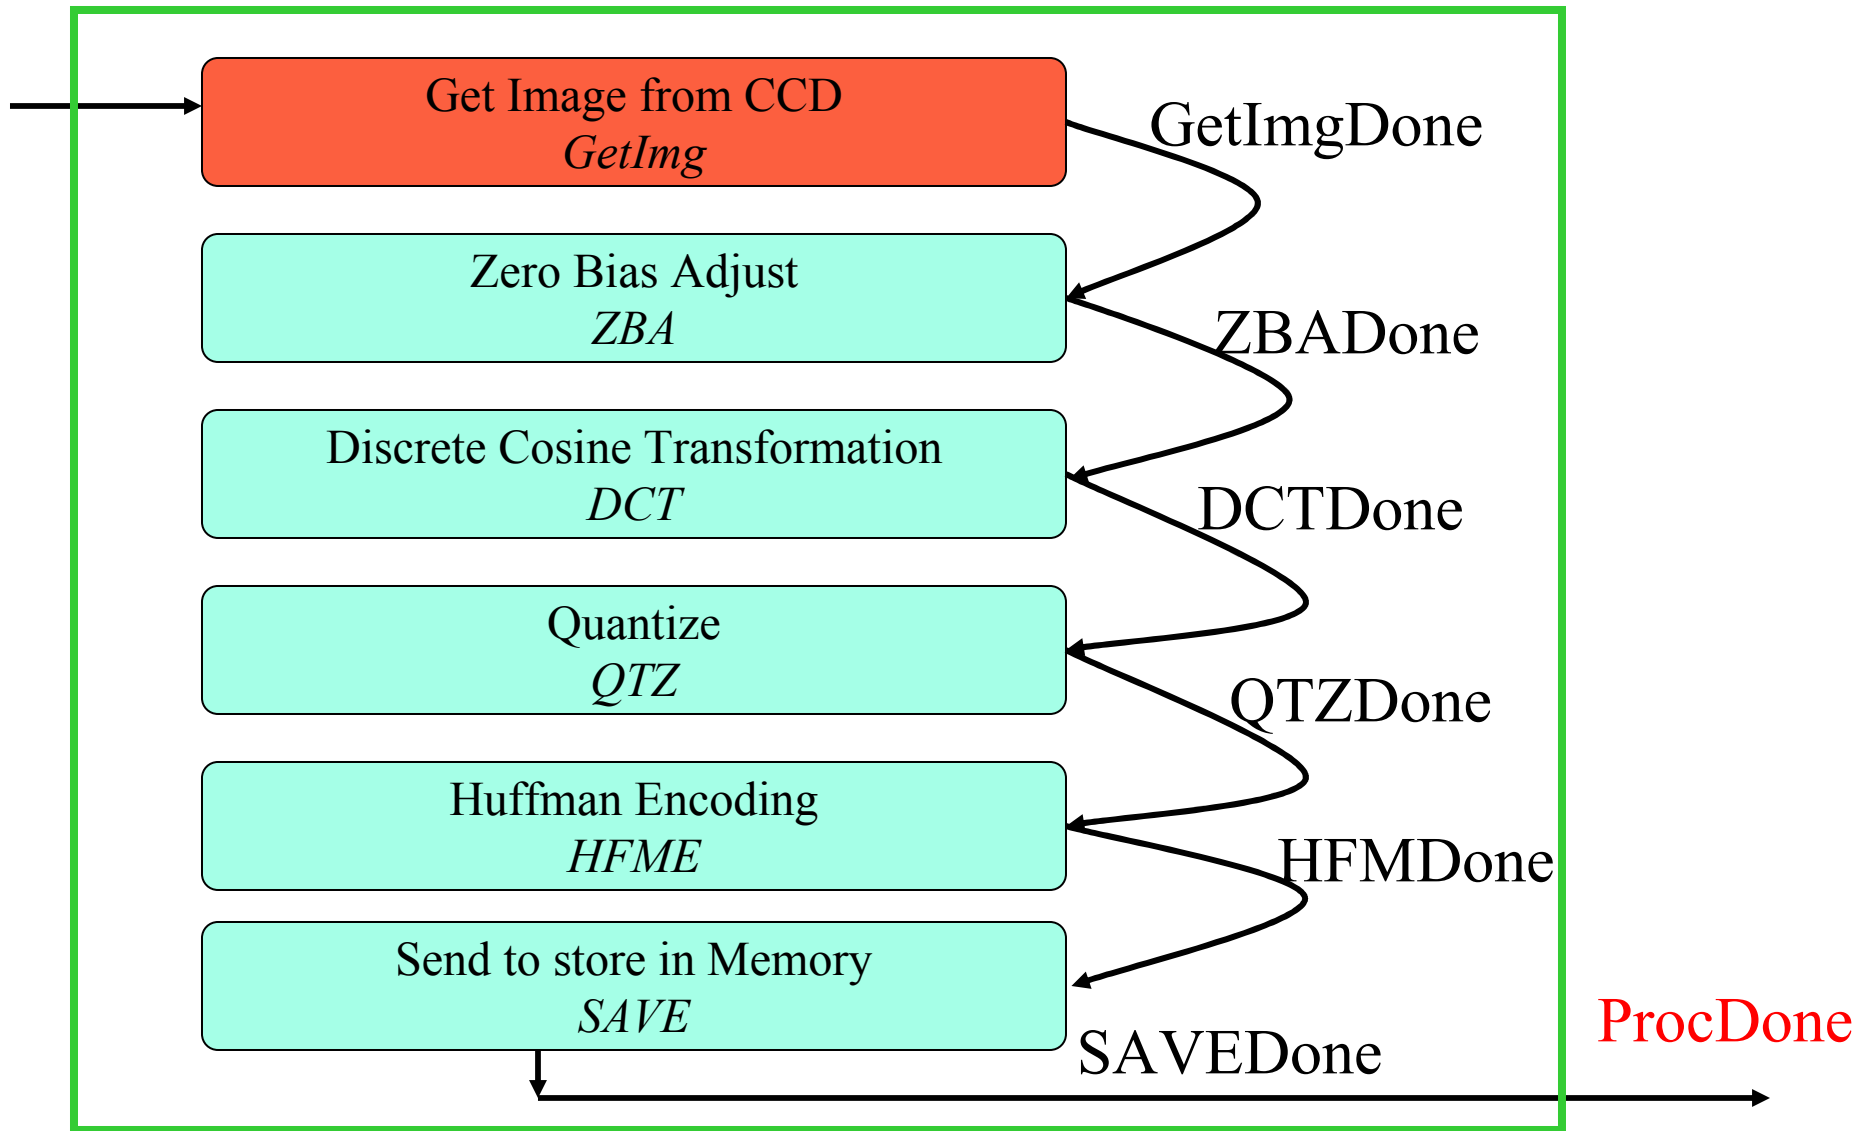 Get Image from CCD
GetImg
GetImgDone
Zero Bias Adjust
ZBA
ZBADone
Discrete Cosine Transformation
DCT
DCTDone
Quantize
QTZ
QTZDone
Huffman Encoding
HFME
HFMDone
Send to store in Memory
SAVE
SAVEDone
ProcDone